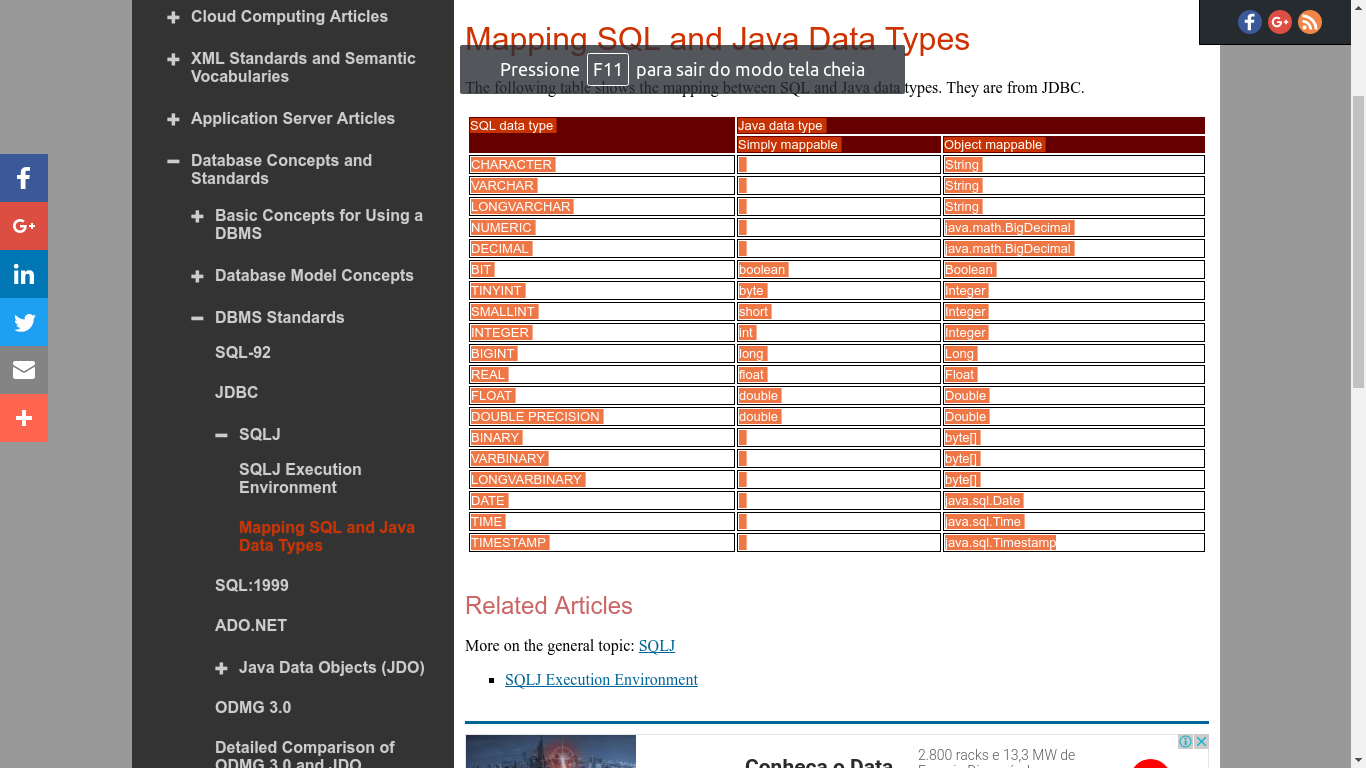 Cloud Computing Articles
XML Standards and Semantic
Vocabularies
Application Server Articles
Database Concepts and
Standards
Basic Concepts for Using a
DBMS
Database Model Concepts
DBMS Standards
SQL-92
JDBC
SQLJ
SQLJ Execution
Environment
Mapping SQL and Java
Data Types
SQL:1999
ADO.NET
Java Data Objects (JDO)
ODMG 3.0
Detailed Comparison of
ODMG 3.0 and JDO
Mapping SQL and Java Data Types
Pressione F11 para sair do modo tela cheia
The following table shows the mapping between SQL and Java data types. They are from JDBC.
SQL data type Java data type
Simply mappable Object mappable
CHARACTER String
VARCHAR String
LONGVARCHAR String
NUMERIC java.math.BigDecimal
DECIMAL java.math.BigDecimal
BIT boolean Boolean
TINYINT byte Integer
SMALLINT short Integer
INTEGER int Integer
BIGINT long Long
REAL float Float
FLOAT double Double
DOUBLE PRECISION double Double
BINARY byte[]
VARBINARY byte[]
LONGVARBINARY byte[]
DATE java.sql.Date
TIME java.sql.Time
TIMESTAMP java.sql.Timestamp
Related Articles
More on the general topic: SQLJ
SQLJ Execution Environment
Conheça o Data
2.800 racks e 13,3 MW de